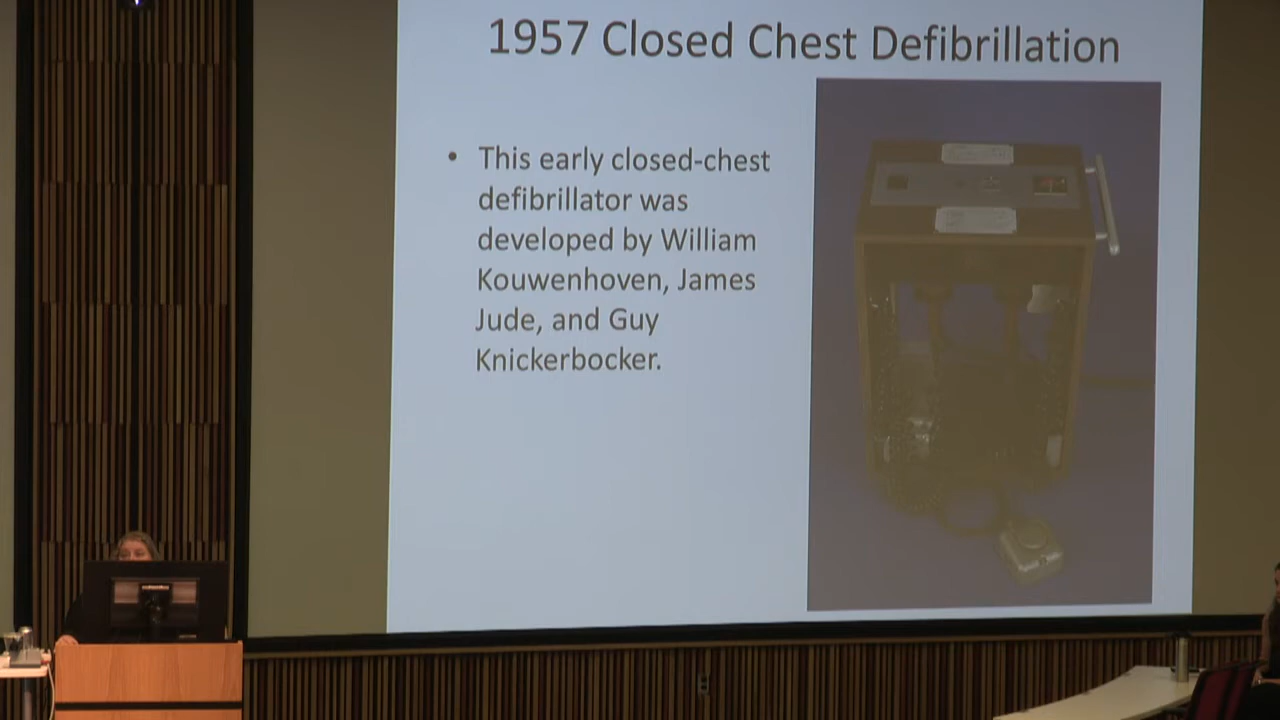 1957 Closed Chest Defibrillation
• This early closed-chest
defibrillator was
developed by William
Kouwenhoven, James
Jude, and Guy
Knickerbocker.